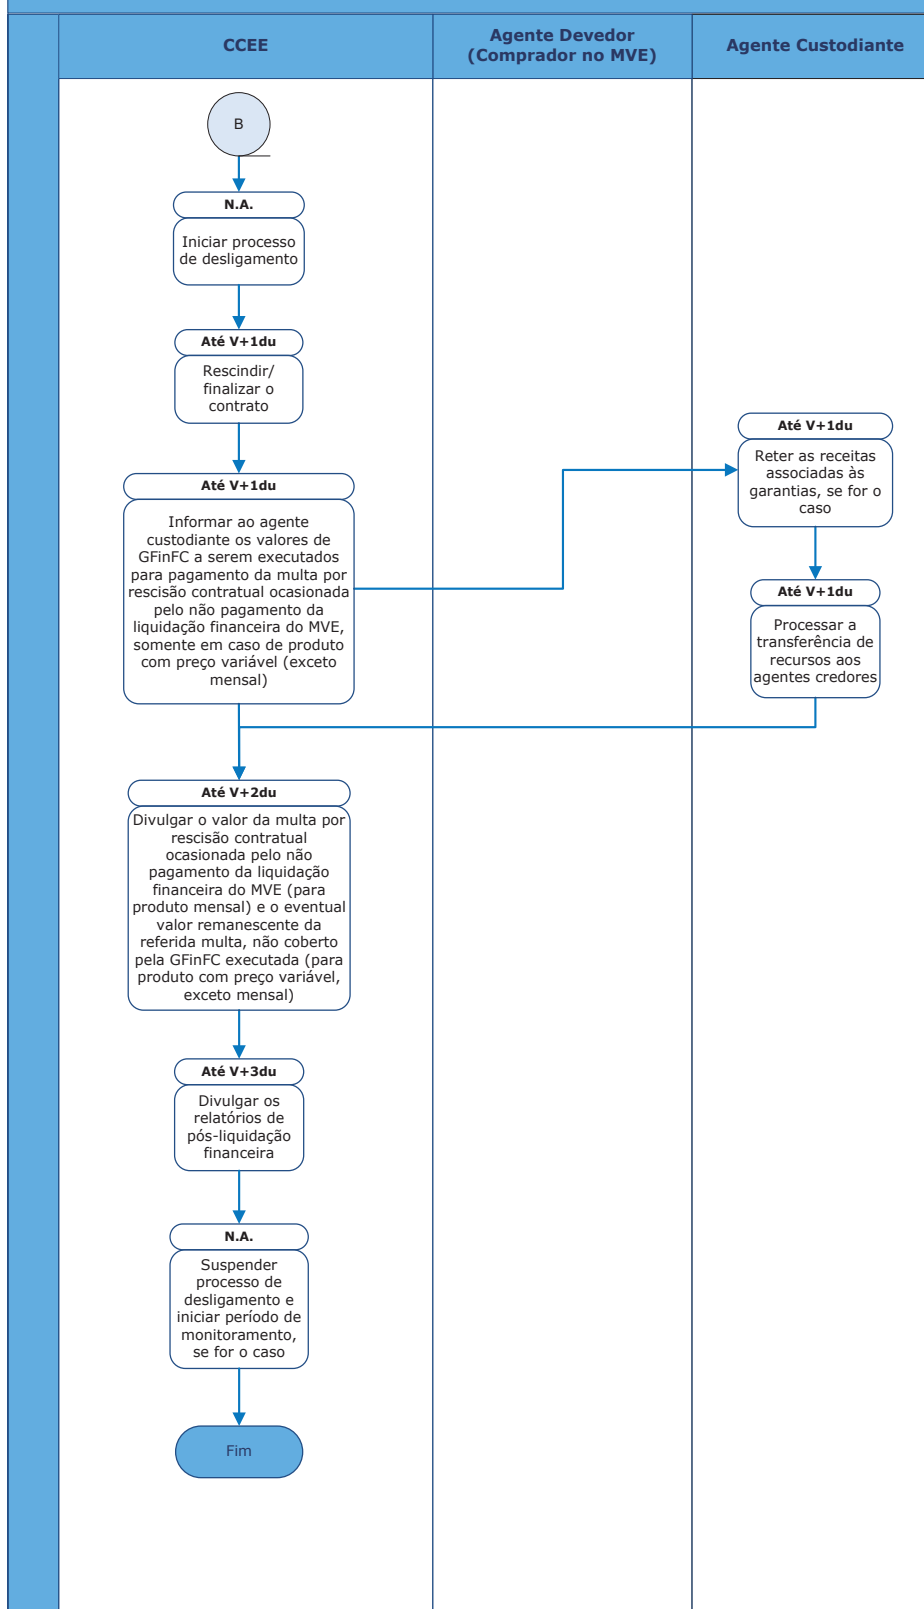 CCEE
Agente Devedor
(Comprador no MVE)
Agente Custodiante
B
N.A.
Iniciar processo
de desligamento
Até V+1du
Rescindir/
finalizar o
contrato
Até V+1du
Informar ao agente
custodiante os valores de
GFinFC a serem executados
para pagamento da multa por
rescisão contratual ocasionada
pelo não pagamento da
liquidação financeira do MVE,
somente em caso de produto
com preço variável (exceto
mensal)
Até V+1du
Reter as receitas
associadas às
garantias, se for o
caso
Até V+1du
Processar a
transferência de
recursos aos
agentes credores
Até V+2du
Divulgar o valor da multa por
rescisão contratual
ocasionada pelo não
pagamento da liquidação
financeira do MVE (para
produto mensal) e o eventual
valor remanescente da
referida multa, não coberto
pela GFinFC executada (para
produto com preço variável,
exceto mensal)
Até V+3du
Divulgar os
relatórios de
pós-liquidação
financeira
N.A.
Suspender
processo de
desligamento e
iniciar período de
monitoramento,
se for o caso
Fim